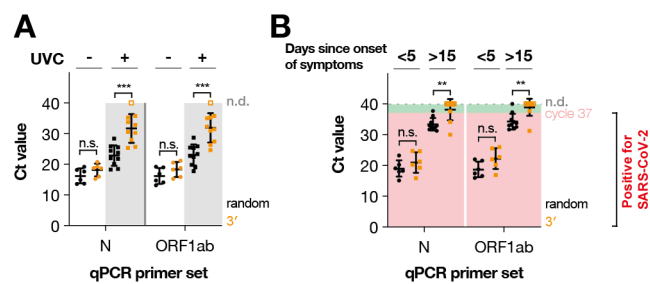 A
UVC - + - +
*** ***
n.s. n.s.
Ct value
50
40
30
20
10
0
n.d.
random
3′
N ORF1ab
qPCR primer set
B
Days since onset
of symptoms
<5 >15 <5 >15
** **
n.s. n.s.
Ct value
50
40
30
20
10
0
n.d.
cycle 37
random
3′
N ORF1ab
qPCR primer set
Positive for
SARS-CoV-2